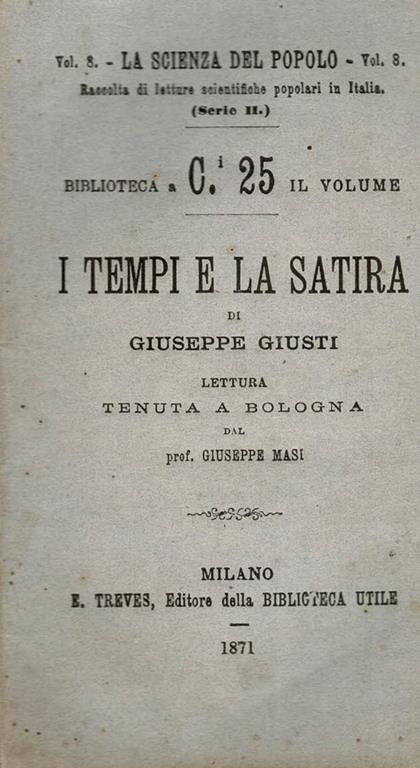 Vol. 8. - LA SCIENZA DEL POPOLO - Vol. 8.
Raccolta di letture scientifiche popolari in Italia.
(Serie II.)
BIBLIOTECA a C.i 25 IL VOLUME
I TEMPI E LA SATIRA
DI
GIUSEPPE GIUSTI
LETTURA
TENUTA A BOLOGNA
DAL
prof. GIUSEPPE MASI
MILANO
E. TREVES, Editore della BIBLIOTECA UTILE
1871